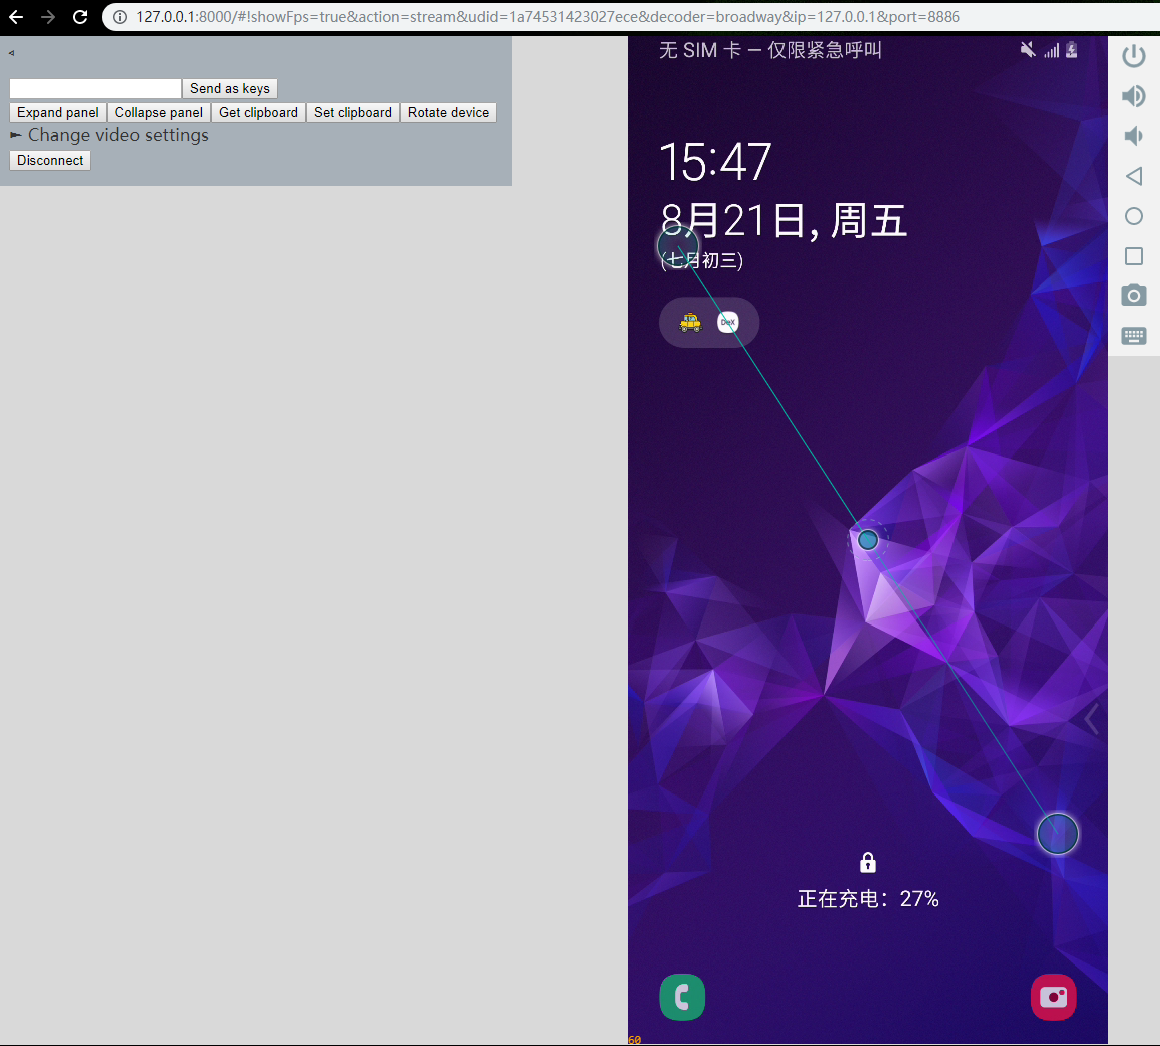 127.0.0.1:8000/#!showFps=true&action=stream&udid=1a74531423027ece&decoder=broadway&ip=127.0.0.1&port=8886
Send as keys
Expand panel Collapse panel Get clipboard Set clipboard Rotate device
Change video settings
Disconnect
无 SIM 卡 — 仅限紧急呼叫
15:47
8月21日, 周五
(七月初三)
DeX
正在充电: 27%
60